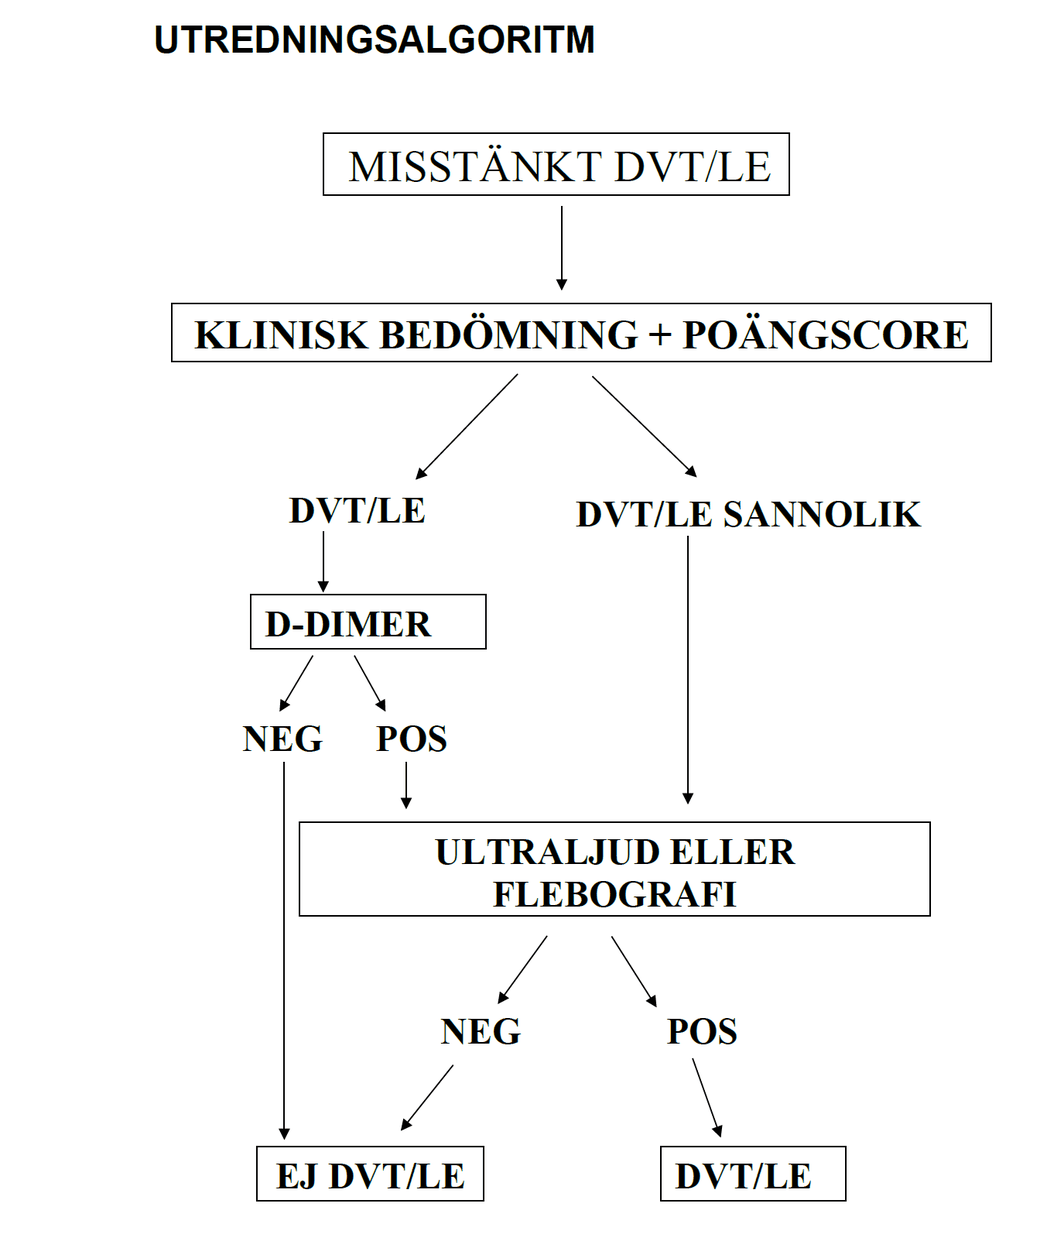 UTREDNINGSALGORITM
MISSTÄNKT DVT/LE
KLINISK BEDÖMNING + POÄNGSCORE
DVT/LE
DVT/LE SANNOLIK
D-DIMER
NEG
POS
ULTRALJUD ELLER
FLEBOGRAFI
NEG
POS
EJ DVT/LE
DVT/LE